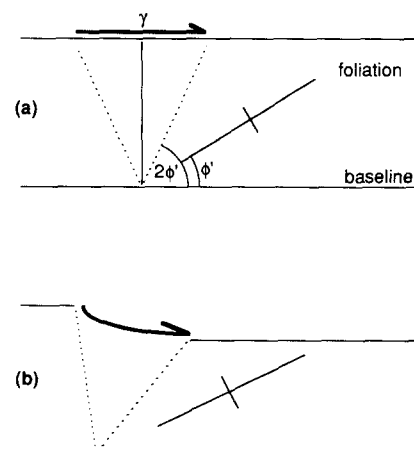 γ
foliation
(a)
2ϕ' ϕ'
baseline
(b)